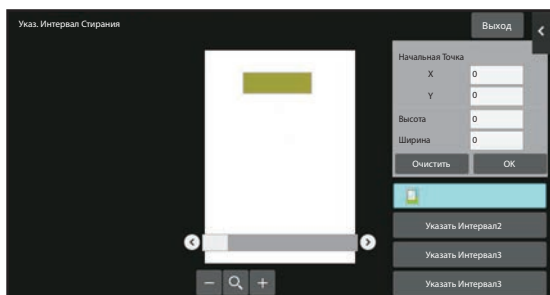 Указ. Интервал Стирания
Выход
Начальная Точка
X 0
Y 0
Высота 0
Ширина 0
Очистить OK
Указать Интервал2
Указать Интервал3
Указать Интервал3